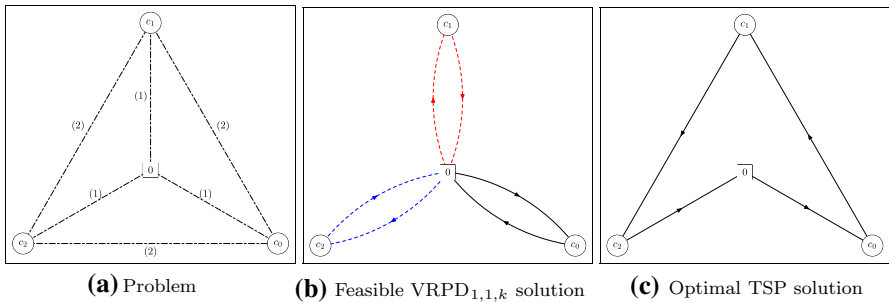 c₁
(1)
(2)
(2)
0
(1)
(1)
c₂
c₀
(2)
(a) Problem
c₁
0
c₂
c₀
(b) Feasible VRPD₁,₁,ₖ solution
c₁
0
c₂
c₀
(c) Optimal TSP solution